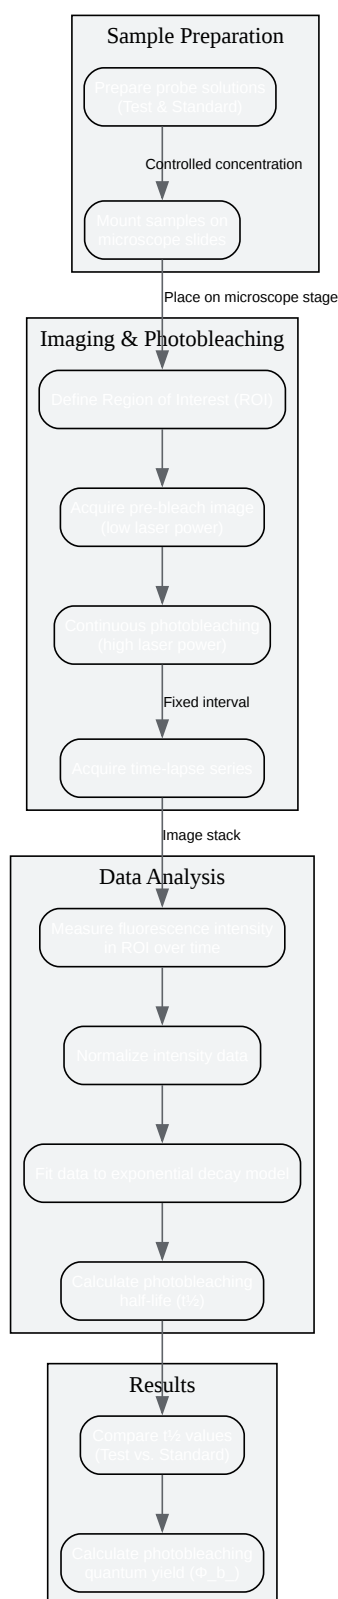 Sample Preparation
Prepare probe solutions
(Test & Standard)
Controlled concentration
Mount samples on
microscope slides
Place on microscope stage
Imaging & Photobleaching
Define Region of Interest (ROI)
Acquire pre-bleach image
(low laser power)
Continuous photobleaching
(high laser power)
Fixed interval
Acquire time-lapse series
Image stack
Data Analysis
Measure fluorescence intensity
in ROI over time
Normalize intensity data
Fit data to exponential decay model
Calculate photobleaching
half-life (t½)
Results
Compare t½ values
(Test vs. Standard)
Calculate photobleaching
quantum yield (Φ_b_)